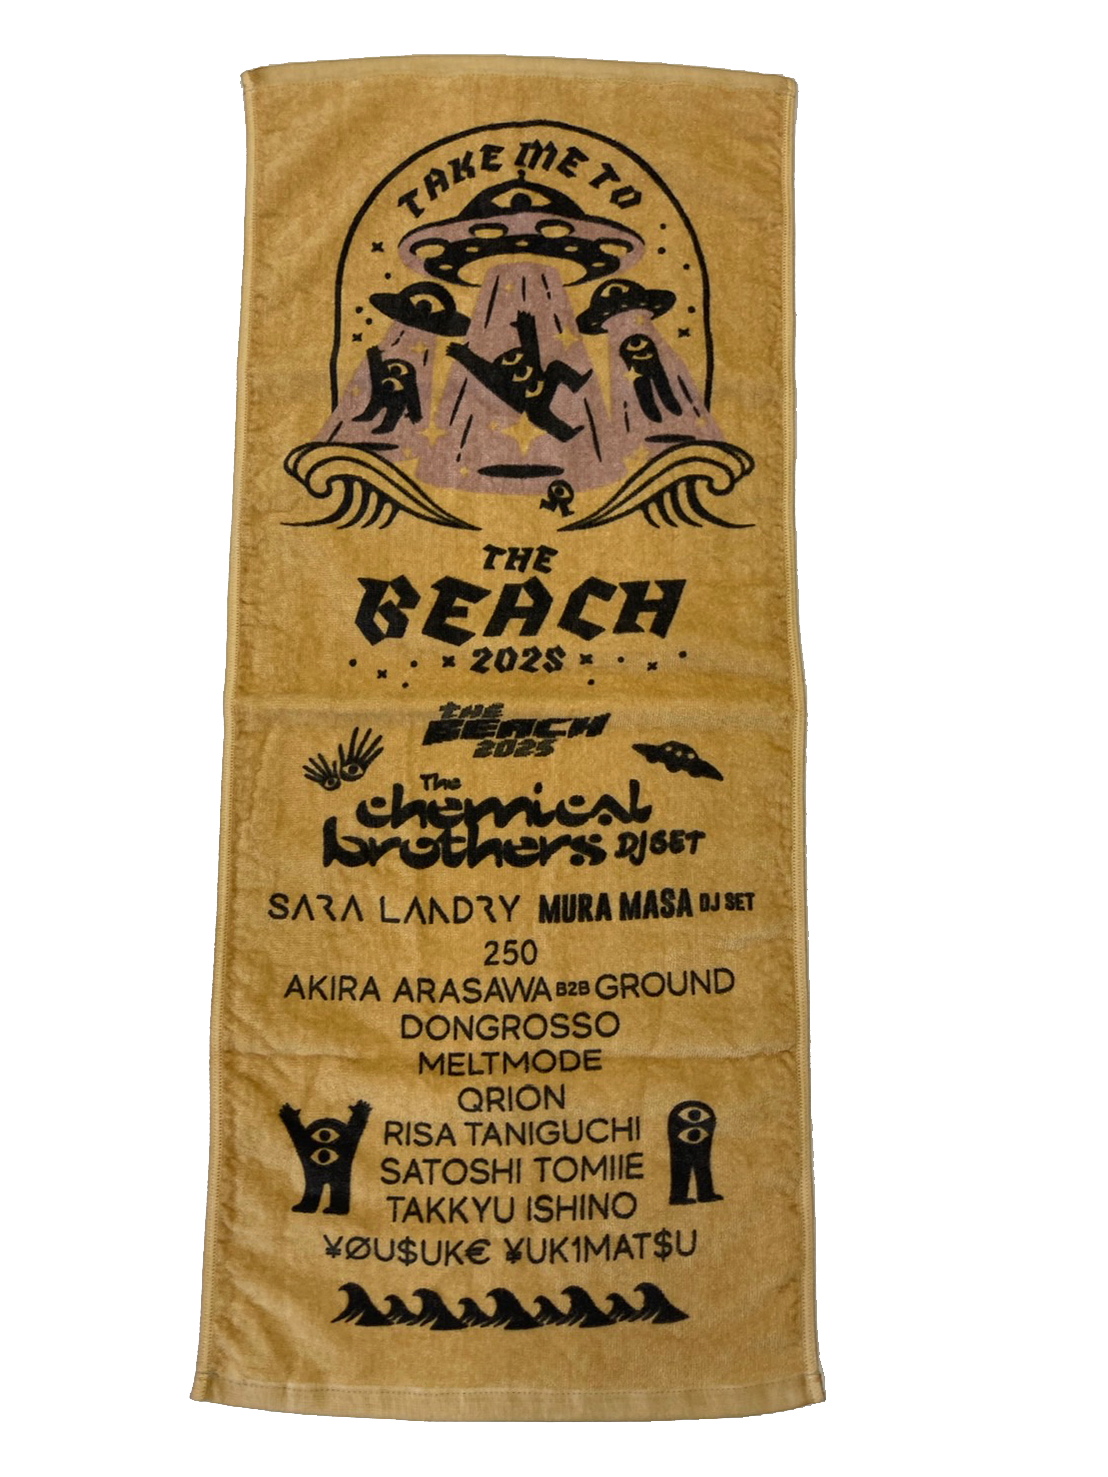 TAKE ME TO
THE
BEACH
2025
THE
BEACH
2025
The
chemical
brothers DJ SET
SARA LANDRY MURA MASA DJ SET
250
AKIRA ARASAWA B2B GROUND
DONGROSSO
MELTMODE
QRION
RISA TANIGUCHI
SATOSHI TOMIIE
TAKKYU ISHINO
¥ØU$UK€ ¥UK1MAT$U